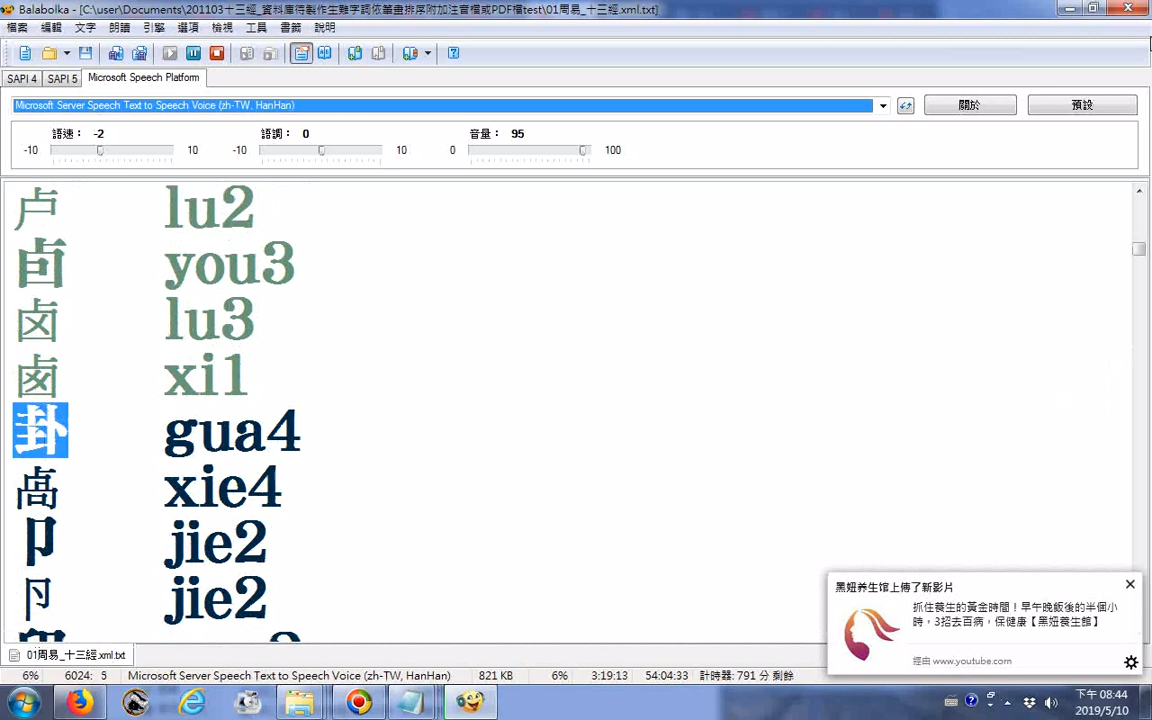 Balabolka - [C:\user\Documents\201103十三經_資料庫待製作生難字詞依筆畫排序附加注音檔或PDF檔test\01周易_十三經.xml.txt]
檔案 編輯 文字 朗讀 引擎 選項 檢視 工具 書籤 說明
SAPI 4 SAPI 5 Microsoft Speech Platform
Microsoft Server Speech Text to Speech Voice (zh-TW, HanHan) 關於 預設
語速： -2 語調： 0 音量： 95
-10 10 -10 10 0 100
卢 lu2
卣 you3
卤 lu3
卥 xi1
卦 gua4
卨 xie4
卩 jie2
卪 jie2
黑妞养生馆上傳了新影片
抓住養生的黃金時間！早午晚飯後的半個小
時，3招去百病，保健康【黑妞養生館】
經由 www.youtube.com
01周易_十三經.xml.txt
6% 6024: 5 Microsoft Server Speech Text to Speech Voice (zh-TW, HanHan) 821 KB 6% 3:19:13 54:04:33 計時器: 791 分 剩餘
下午 08:44
2019/5/10